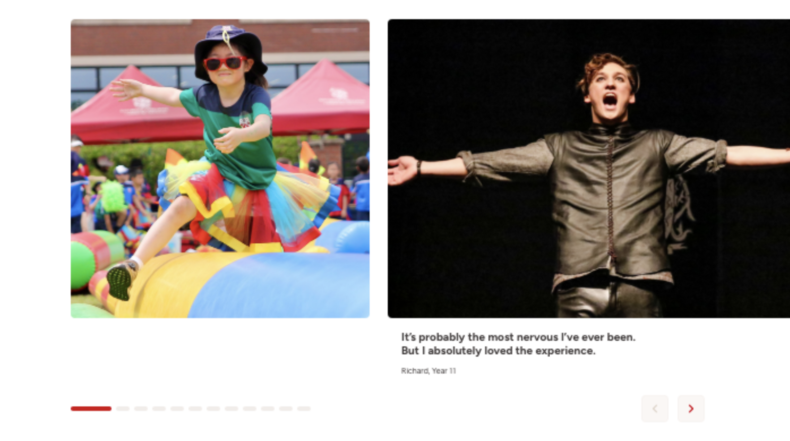 It's probably the most nervous I've ever been.
But I absolutely loved the experience.
Richard, Year 11